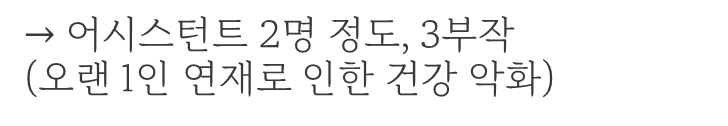 → 어시스턴트 2명 정도, 3부작
(오랜 1인 연재로 인한 건강 악화)